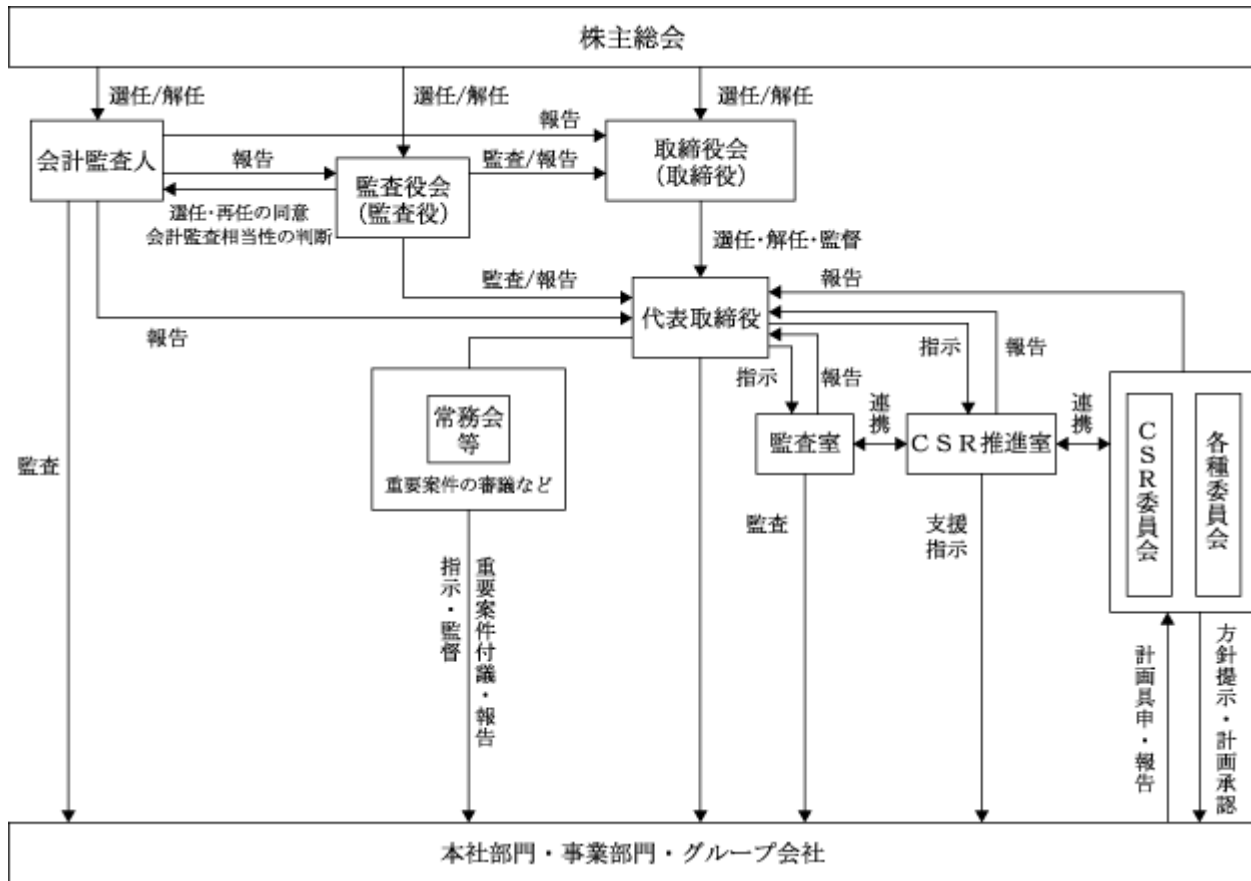 株主総会
選任/解任
選任/解任
選任/解任
会計監査人
報告
報告
監査役会
(監査役)
監査/報告
取締役会
(取締役)
選任・再任の同意
会計監査相当性の判断
選任・解任・監督
監査/報告
報告
代表取締役
報告
指示
報告
指示
報告
常務会
等
重要案件の審議など
監査室
連携
CSR推進室
連携
CSR委員会
各種委員会
監査
監査
支援
指示
指示・監督
重要案件付議・報告
計画具申・報告
方針提示・計画承認
本社部門・事業部門・グループ会社